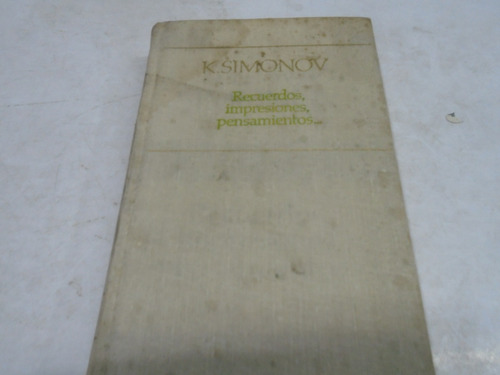 K.SIMONOV
Recuerdos,
impresiones,
pensamientos...